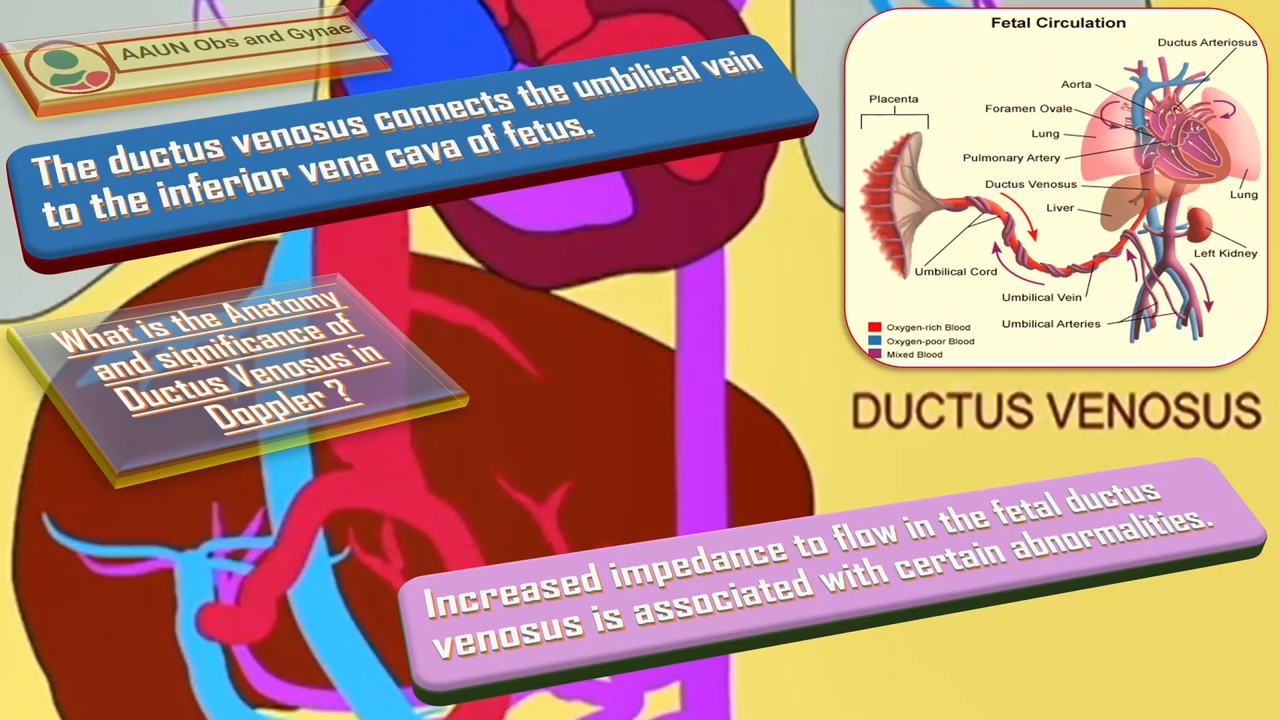 AAUN Obs and Gynae
The ductus venosus connects the umbilical vein
to the inferior vena cava of fetus.
What is the Anatomy
and significance of
Ductus Venosus in
Doppler ?
Fetal Circulation
Ductus Arteriosus
Aorta
Placenta
Foramen Ovale
Lung
Pulmonary Artery
Ductus Venosus
Lung
Liver
Left Kidney
Umbilical Cord
Umbilical Vein
Umbilical Arteries
Oxygen-rich Blood
Oxygen-poor Blood
Mixed Blood
DUCTUS VENOSUS
Increased impedance to flow in the fetal ductus
venosus is associated with certain abnormalities.